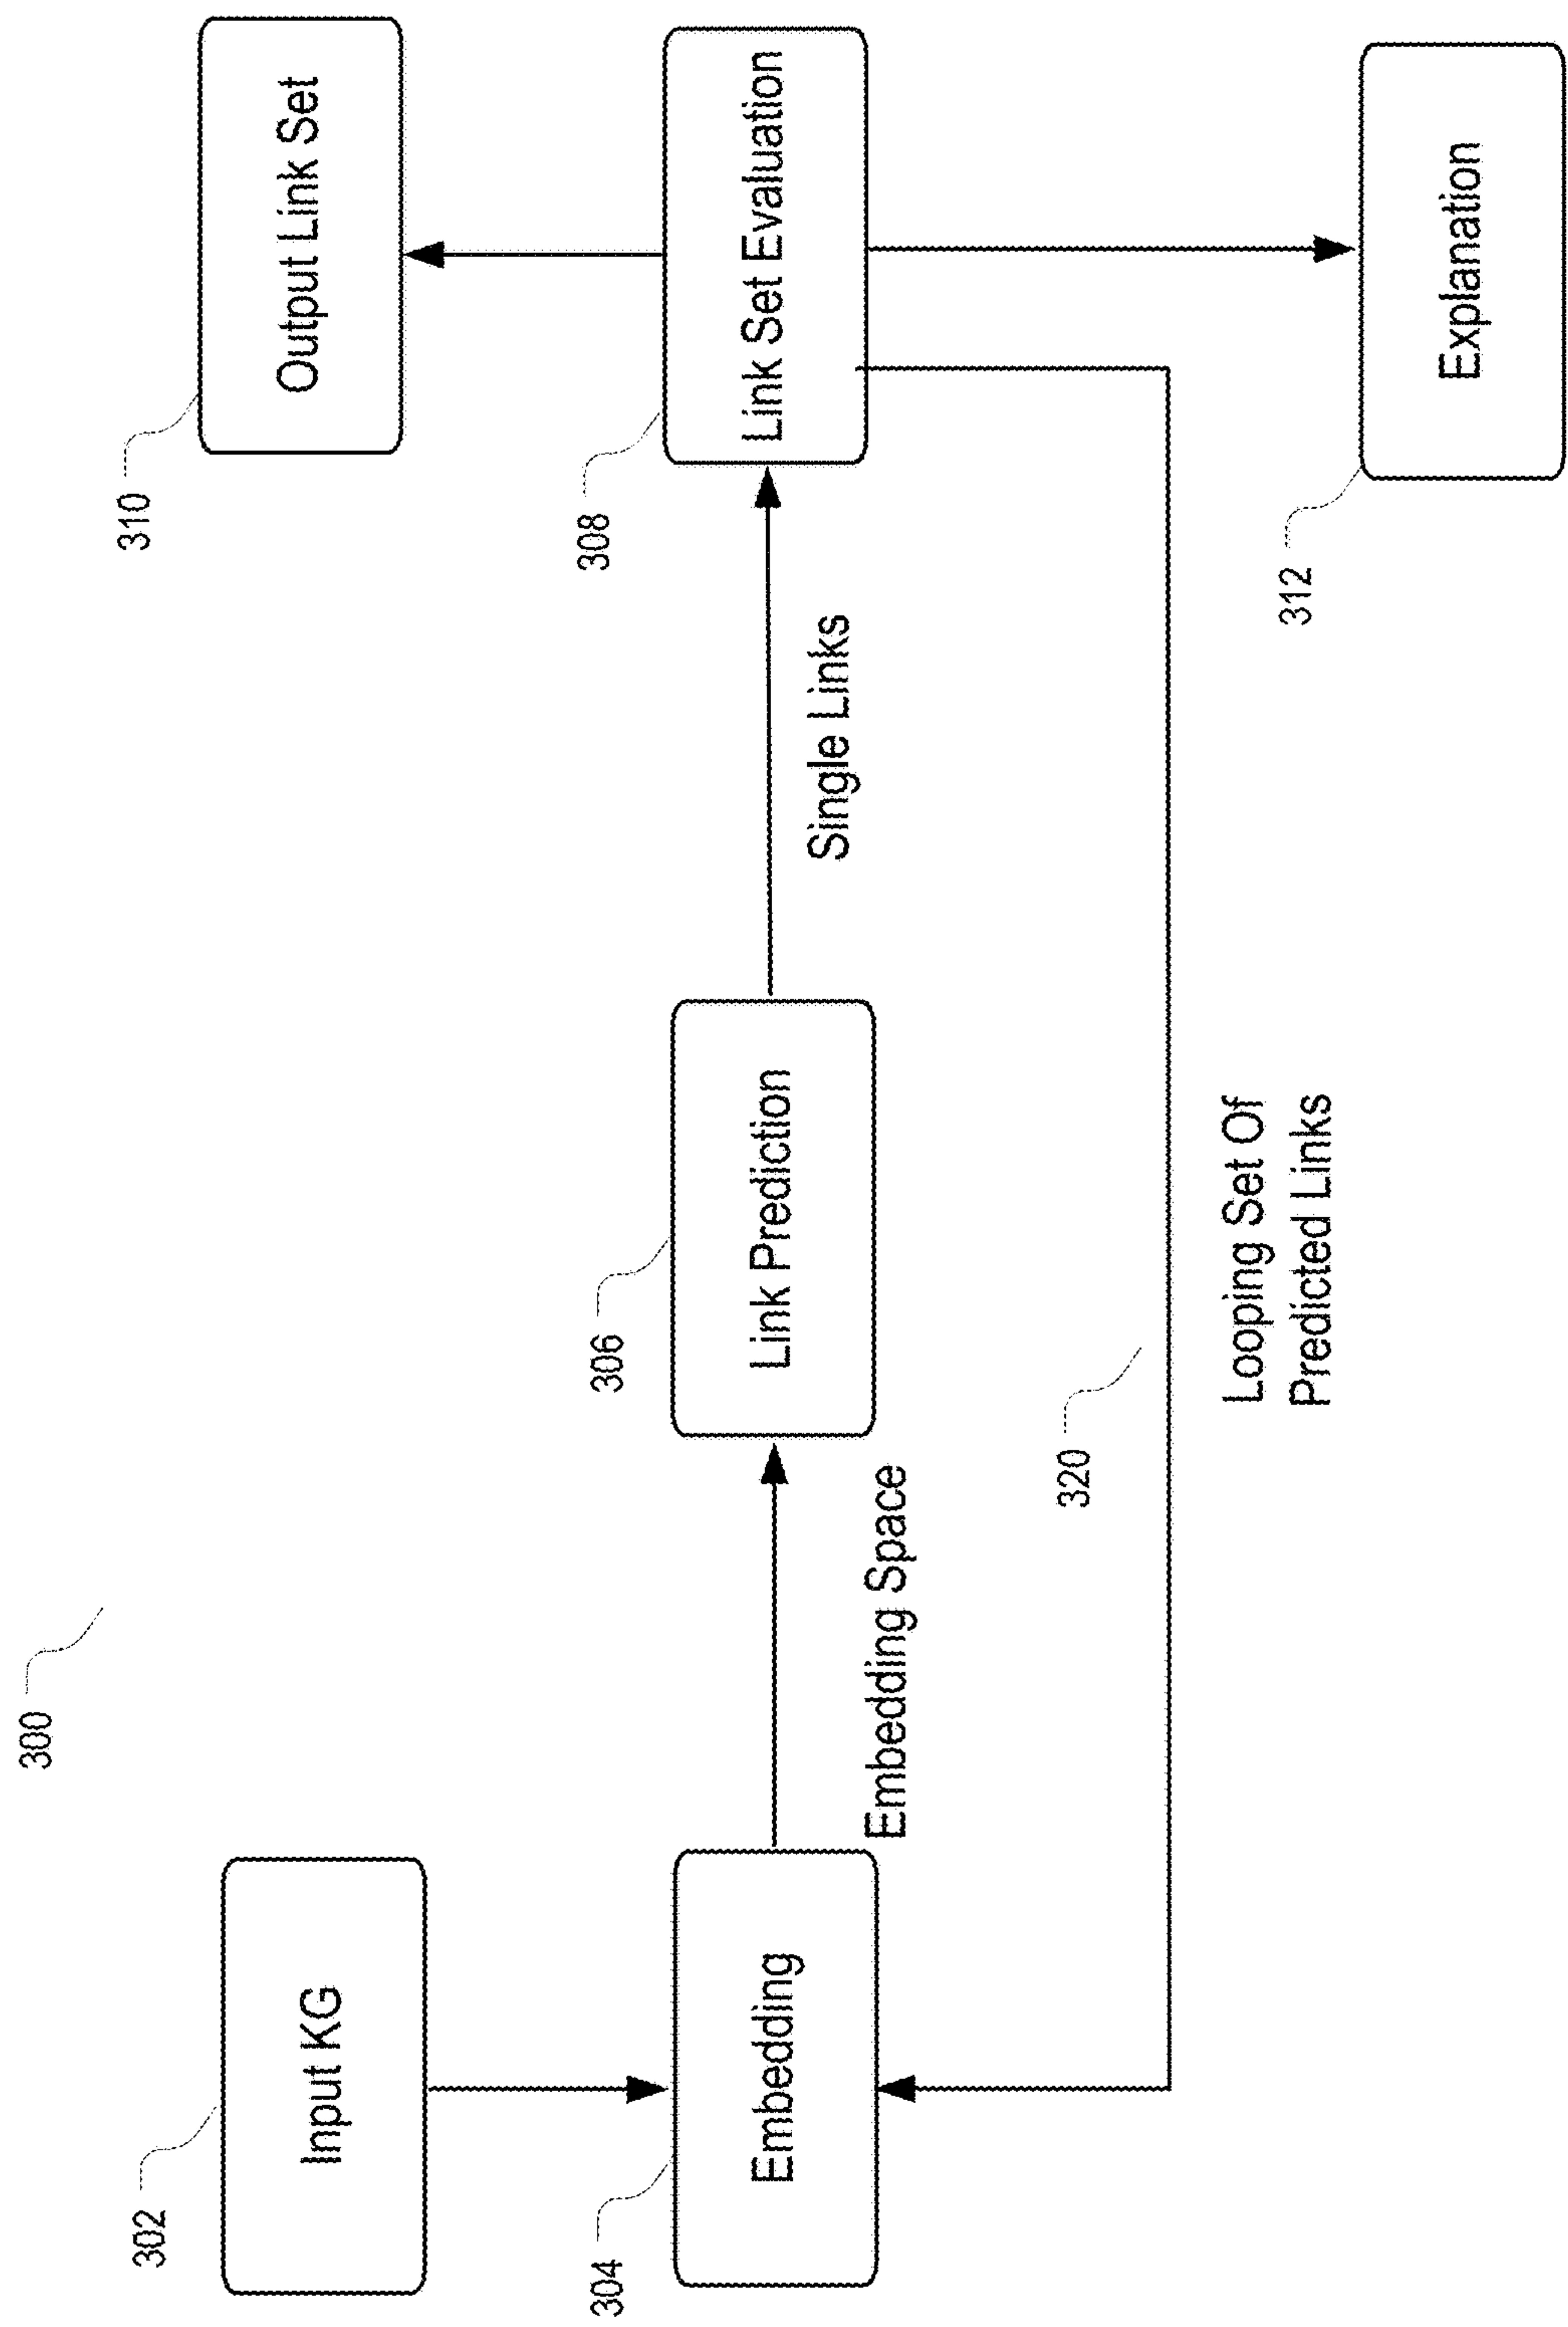 300
302
Input KG
310
Output Link Set
304
Embedding
Embedding Space
306
Link Prediction
Single Links
308
Link Set Evaluation
320
Looping Set Of
Predicted Links
312
Explanation